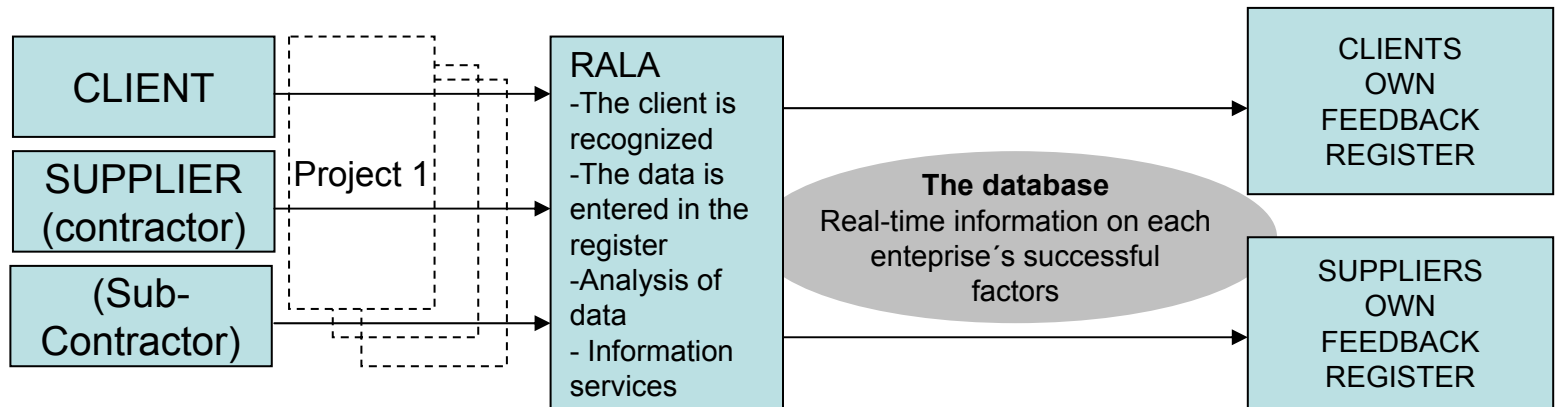 CLIENT
SUPPLIER
(contractor)
(Sub-
Contractor)
Project 1
RALA
-The client is
recognized
-The data is
entered in the
register
-Analysis of
data
- Information
services
The database
Real-time information on each
enteprise´s successful
factors
CLIENTS
OWN
FEEDBACK
REGISTER
SUPPLIERS
OWN
FEEDBACK
REGISTER